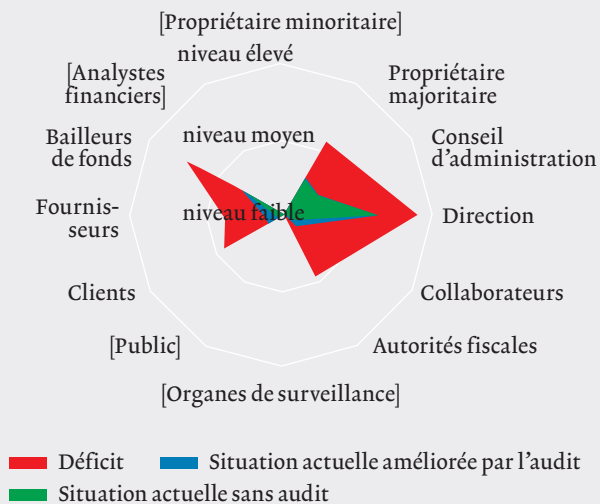 [Propriétaire minoritaire]
niveau élevé
[Analystes
financiers]
Propriétaire
majoritaire
Bailleurs
de fonds
niveau moyen
Conseil
d’administration
Fournis-
seurs
niveau faible
Direction
Clients
Collaborateurs
[Public]
Autorités fiscales
[Organes de surveillance]
Déficit
Situation actuelle améliorée par l’audit
Situation actuelle sans audit